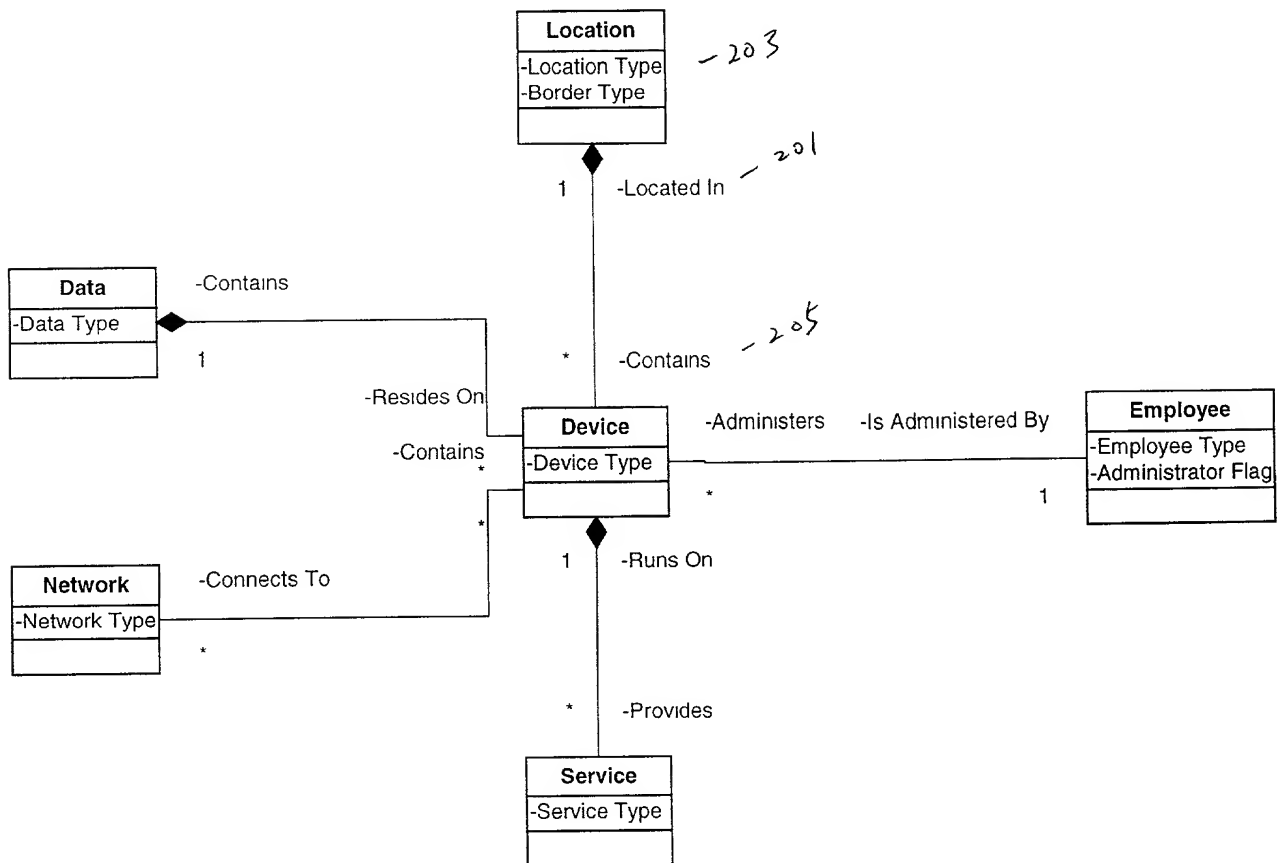 Location
-Location Type
-Border Type
-203
1
-Located In
-201
Data
-Data Type
-Contains
1
*
-Contains
-205
-Resides On
*
Device
-Device Type
-Administers
*
-Is Administered By
1
Employee
-Employee Type
-Administrator Flag
-Contains
*
Network
-Network Type
-Connects To
*
1
-Runs On
*
-Provides
Service
-Service Type